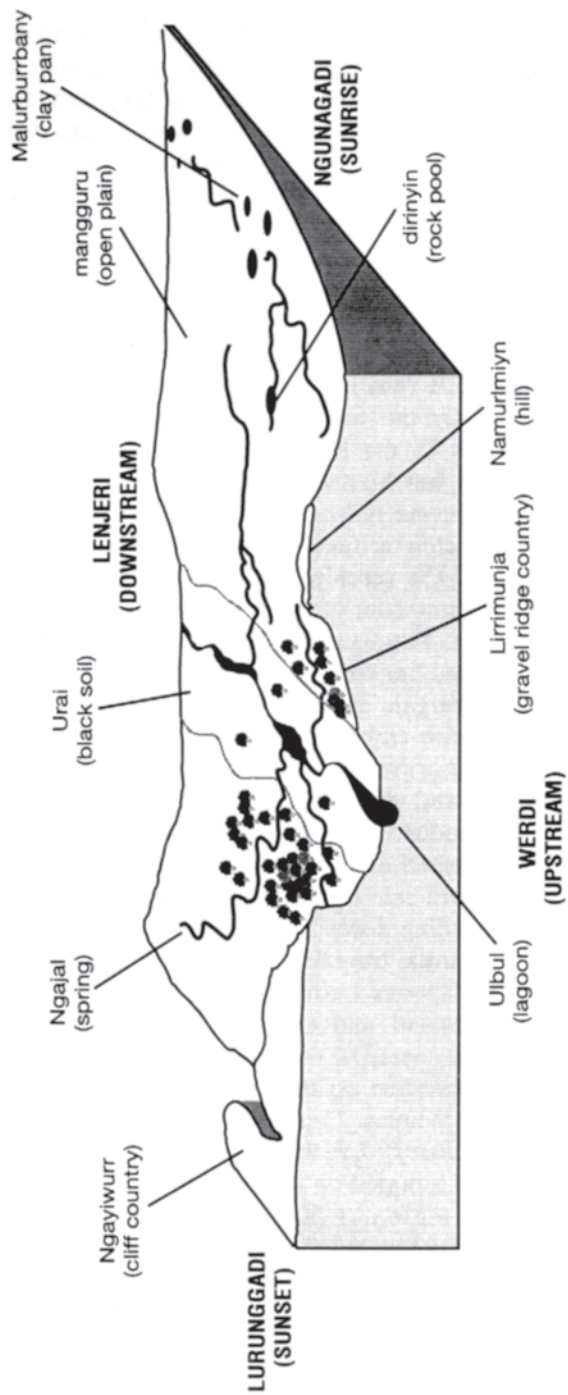 Malurburrbany
(clay pan)
mangguru
(open plain)
LENJERI
(DOWNSTREAM)
Urai
(black soil)
Ngajal
(spring)
Ngayiwurr
(cliff country)
LURUNGGADI
(SUNSET)
NGUNAGADI
(SUNRISE)
dirinyin
(rock pool)
Namurlmiyn
(hill)
Lirrimunja
(gravel ridge country)
WERDI
(UPSTREAM)
Ulbul
(lagoon)